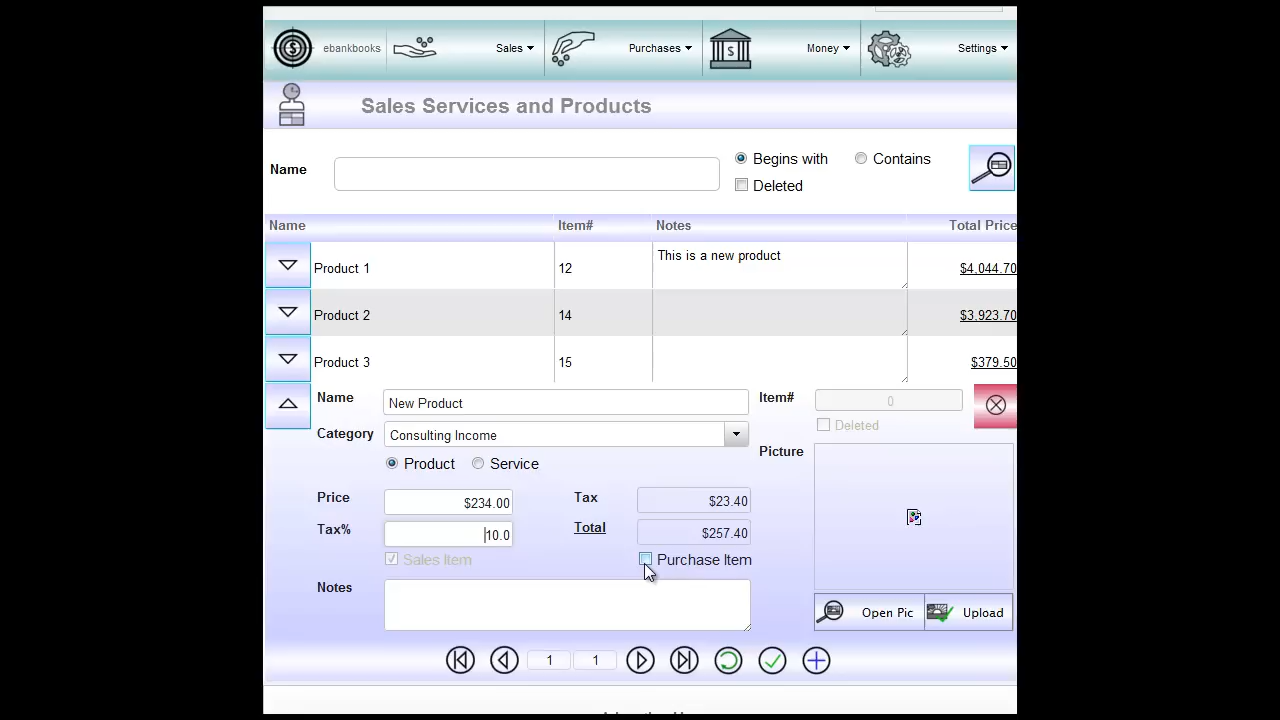 ebankbooks Sales Purchases Money Settings
Sales Services and Products
Name Begins with Contains
Deleted
Name Item# Notes Total Price
Product 1 12 This is a new product $4.044.70
Product 2 14 $3.923.70
Product 3 15 $379.50
Name New Product Item# 0
Category Consulting Income Deleted
Product Service Picture
Price $234.00 Tax $23.40
Tax% 10.0 Total $257.40
Sales Item Purchase Item
Notes
Open Pic Upload
1 1